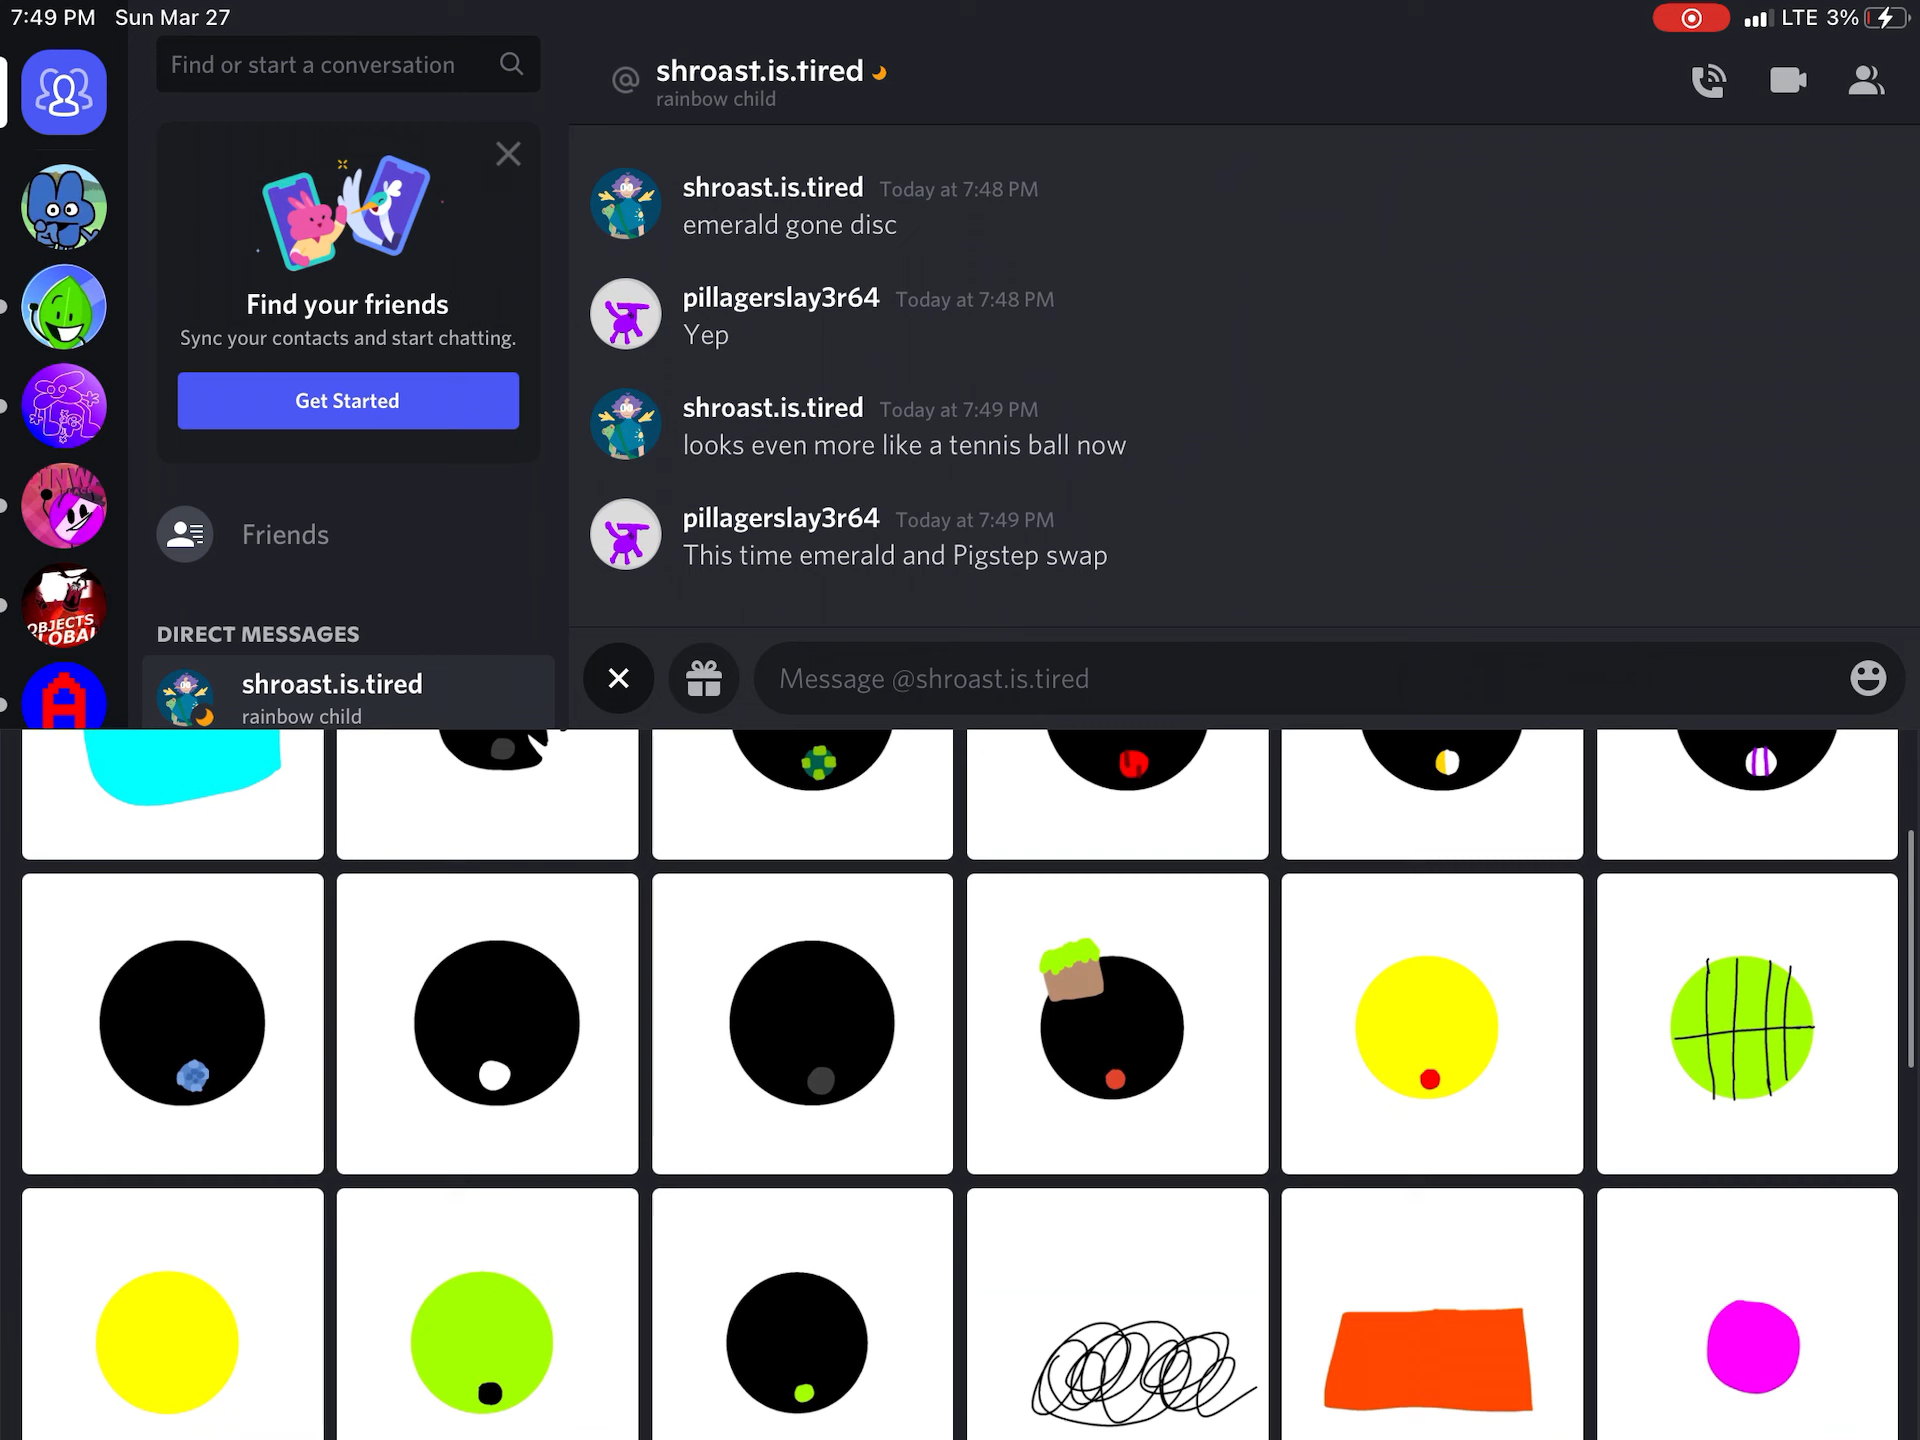 7:49 PM Sun Mar 27
LTE 3%
Find or start a conversation
Find your friends
Sync your contacts and start chatting.
Get Started
Friends
DIRECT MESSAGES
shroast.is.tired
rainbow child
OBJECTS
A
@ shroast.is.tired
rainbow child
shroast.is.tired Today at 7:48 PM
emerald gone disc
pillagerslay3r64 Today at 7:48 PM
Yep
shroast.is.tired Today at 7:49 PM
looks even more like a tennis ball now
pillagerslay3r64 Today at 7:49 PM
This time emerald and Pigstep swap
Message @shroast.is.tired